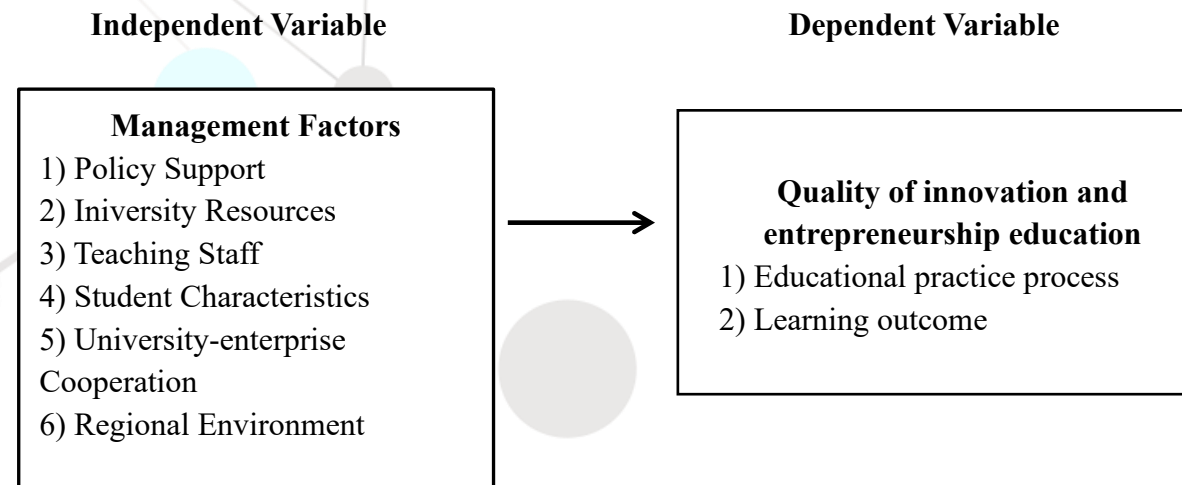 Independent Variable
Dependent Variable
Management Factors
1) Policy Support
2) Iniversity Resources
3) Teaching Staff
4) Student Characteristics
5) University-enterprise
Cooperation
6) Regional Environment
Quality of innovation and
entrepreneurship education
1) Educational practice process
2) Learning outcome